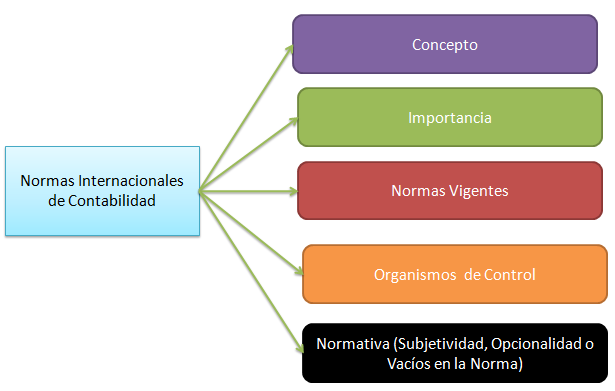 Normas Internacionales
de Contabilidad
Concepto
Importancia
Normas Vigentes
Organismos de Control
Normativa (Subjetividad, Opcionalidad o
Vacíos en la Norma)